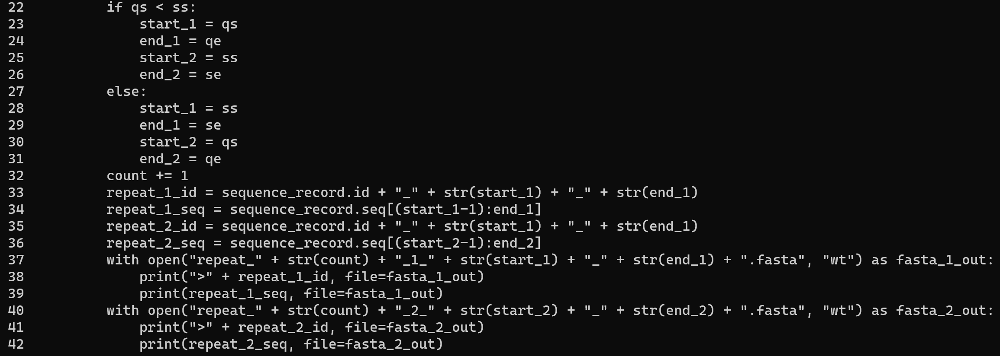 22          if qs < ss:
23              start_1 = qs
24              end_1 = qe
25              start_2 = ss
26              end_2 = se
27          else:
28              start_1 = ss
29              end_1 = se
30              start_2 = qs
31              end_2 = qe
32          count += 1
33          repeat_1_id = sequence_record.id + "_" + str(start_1) + "_" + str(end_1)
34          repeat_1_seq = sequence_record.seq[(start_1-1):end_1]
35          repeat_2_id = sequence_record.id + "_" + str(start_1) + "_" + str(end_1)
36          repeat_2_seq = sequence_record.seq[(start_2-1):end_2]
37          with open("repeat_" + str(count) + "_1_" + str(start_1) + "_" + str(end_1) + ".fasta", "wt") as fasta_1_out:
38              print(">" + repeat_1_id, file=fasta_1_out)
39              print(repeat_1_seq, file=fasta_1_out)
40          with open("repeat_" + str(count) + "_2_" + str(start_2) + "_" + str(end_2) + ".fasta", "wt") as fasta_2_out:
41              print(">" + repeat_2_id, file=fasta_2_out)
42              print(repeat_2_seq, file=fasta_2_out)